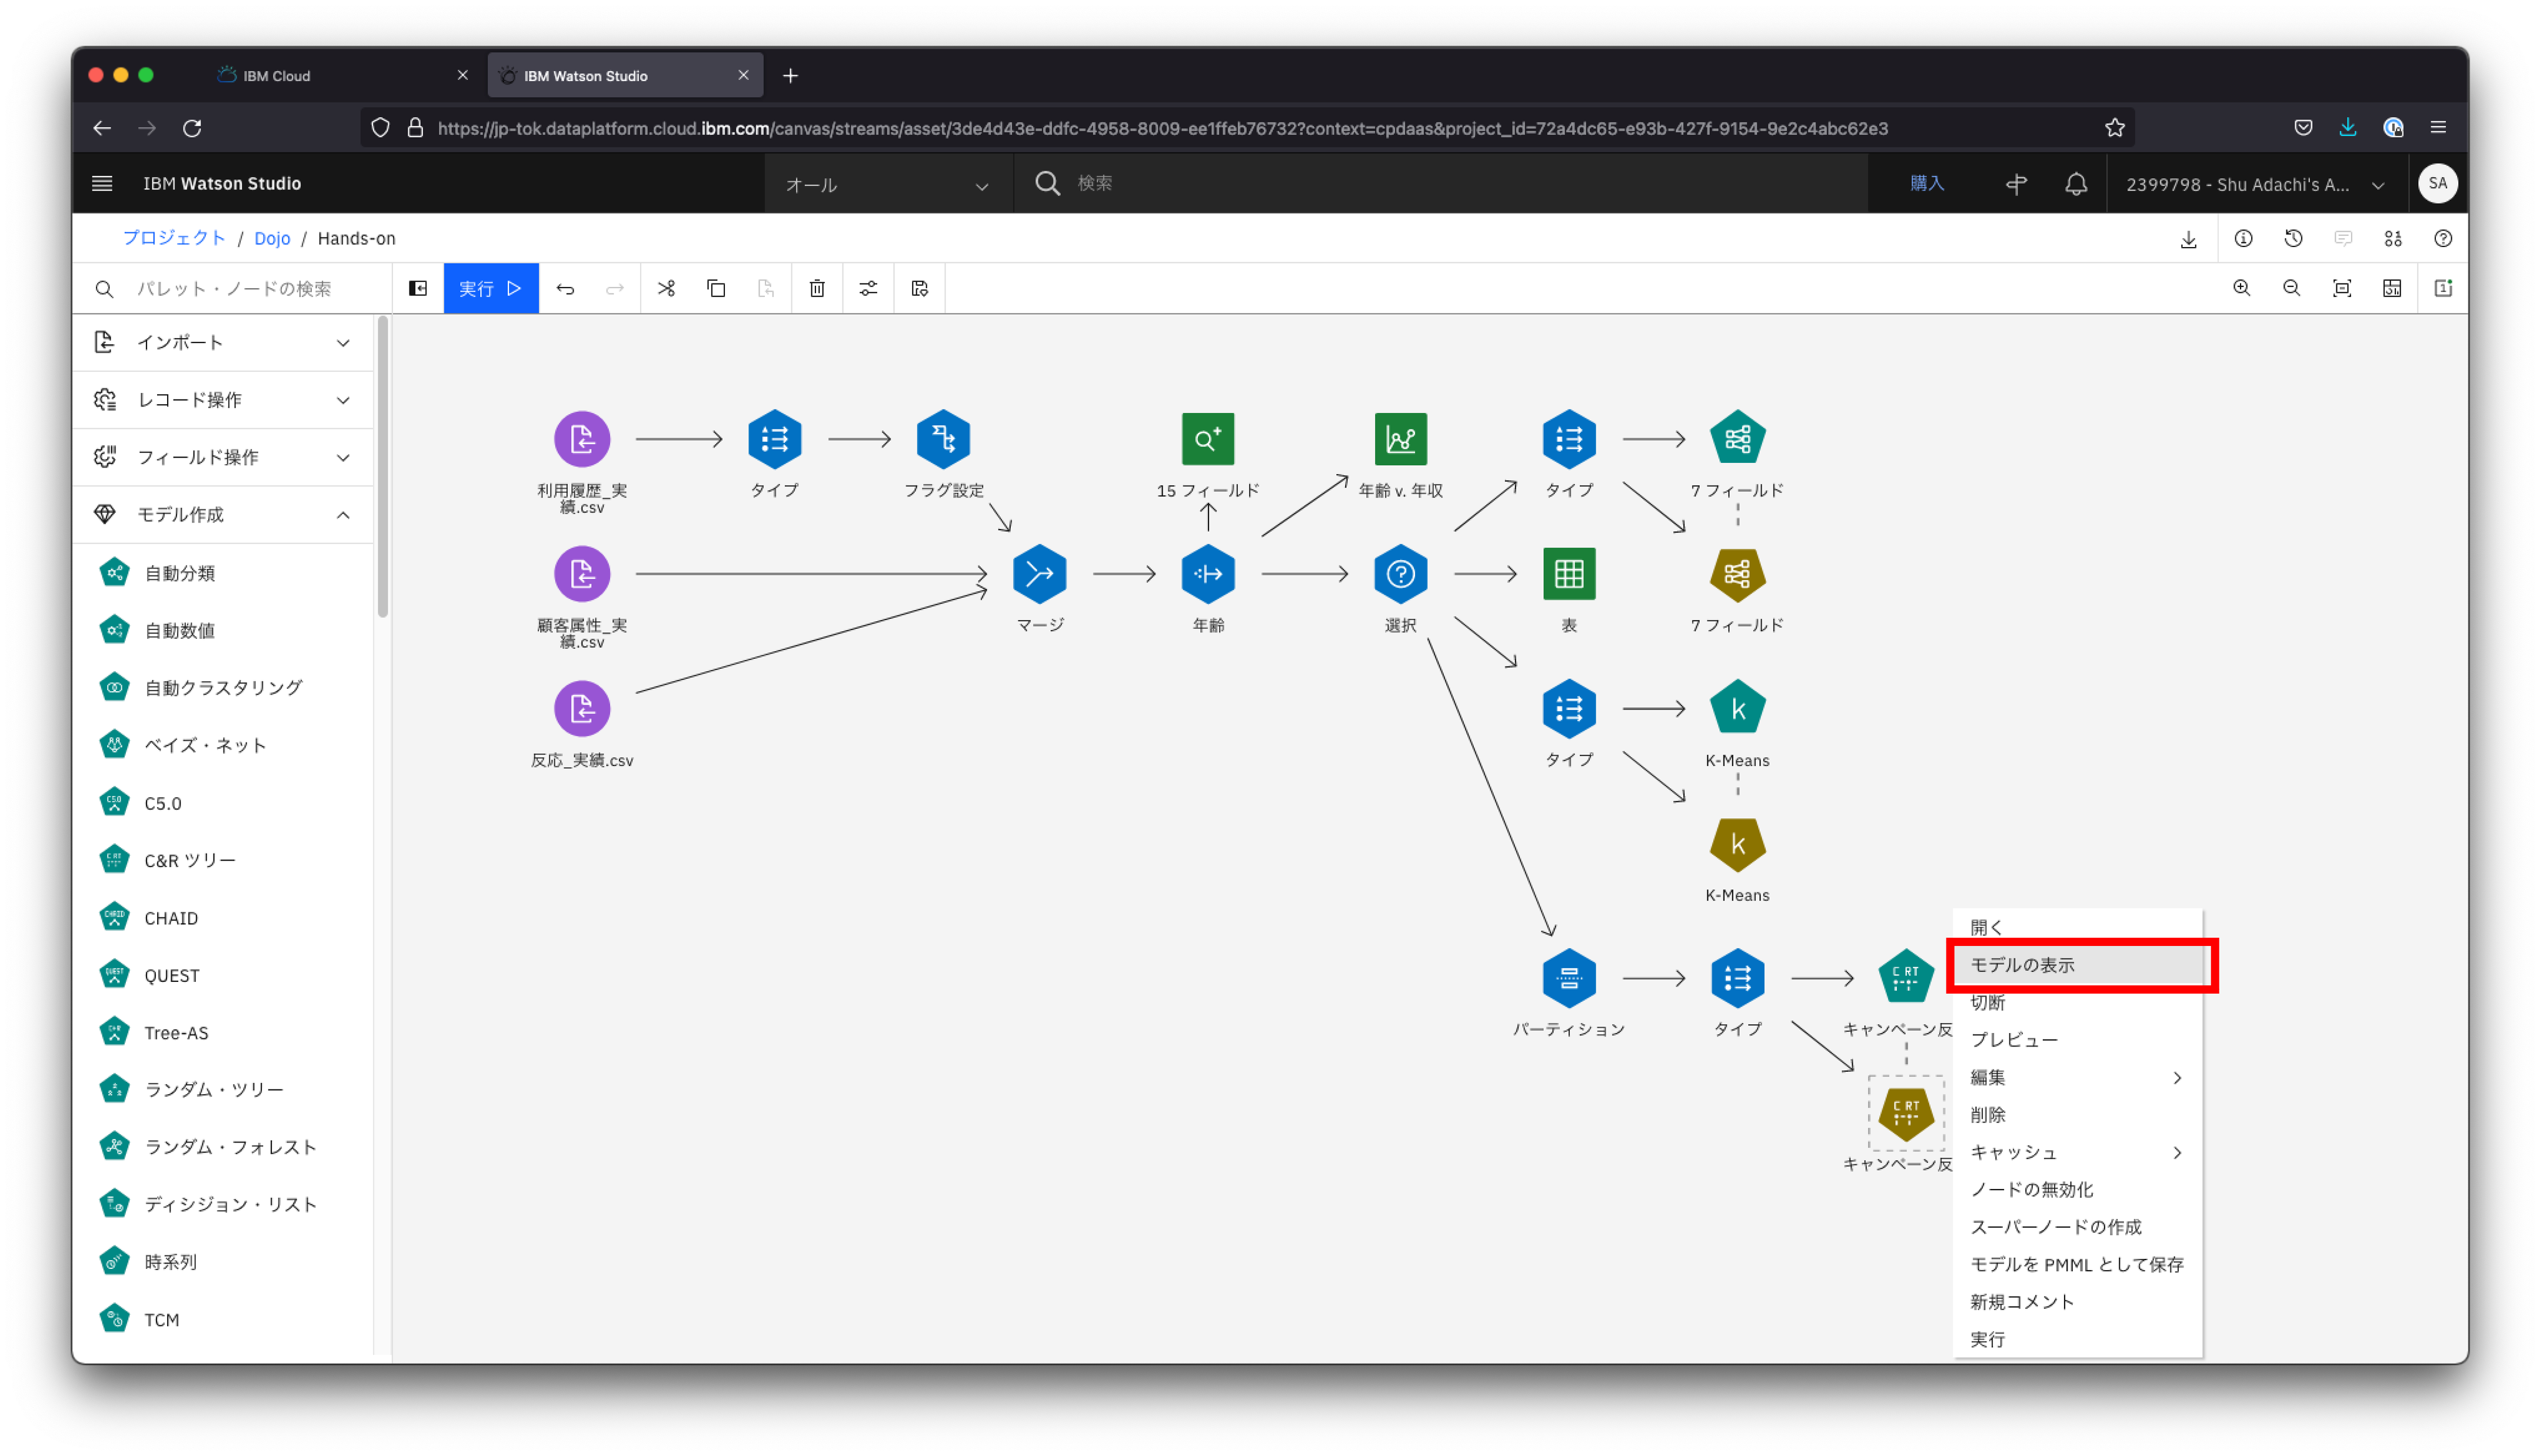 IBM Cloud
IBM Watson Studio
https://jp-tok.dataplatform.cloud.ibm.com/canvas/streams/asset/3de4d43e-ddfc-4958-8009-ee1ffeb76732?context=cpdaas&project_id=72a4dc65-e93b-427f-9154-9e2c4abc62e3
IBM Watson Studio
オール
検索
購入
2399798 - Shu Adachi's A...
SA
プロジェクト / Dojo / Hands-on
パレット・ノードの検索
実行
インポート
レコード操作
フィールド操作
モデル作成
自動分類
自動数値
自動クラスタリング
ベイズ・ネット
C5.0
C&R ツリー
CHAID
QUEST
Tree-AS
ランダム・ツリー
ランダム・フォレスト
ディシジョン・リスト
時系列
TCM
利用履歴_実
績.csv
タイプ
フラグ設定
15 フィールド
年齢 v. 年収
タイプ
7 フィールド
顧客属性_実
績.csv
マージ
年齢
選択
表
7 フィールド
反応_実績.csv
タイプ
k
K-Means
k
K-Means
パーティション
タイプ
C RT
キャンペーン反
C RT
キャンペーン反
開く
モデルの表示
切断
プレビュー
編集
削除
キャッシュ
ノードの無効化
スーパーノードの作成
モデルを PMML として保存
新規コメント
実行